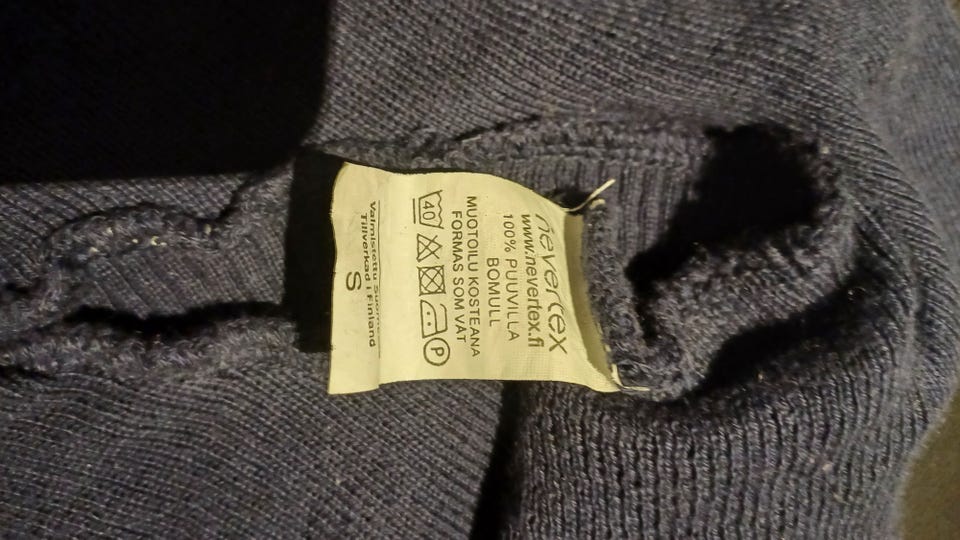 nevertex
www.nevertex.fi
100% PUUVILLA
BOMULL
MUOTOILU KOSTEANA
FORMAS SOM VÅT
40 P
Valmistettu Suomessa
Tillverkad i Finland
S